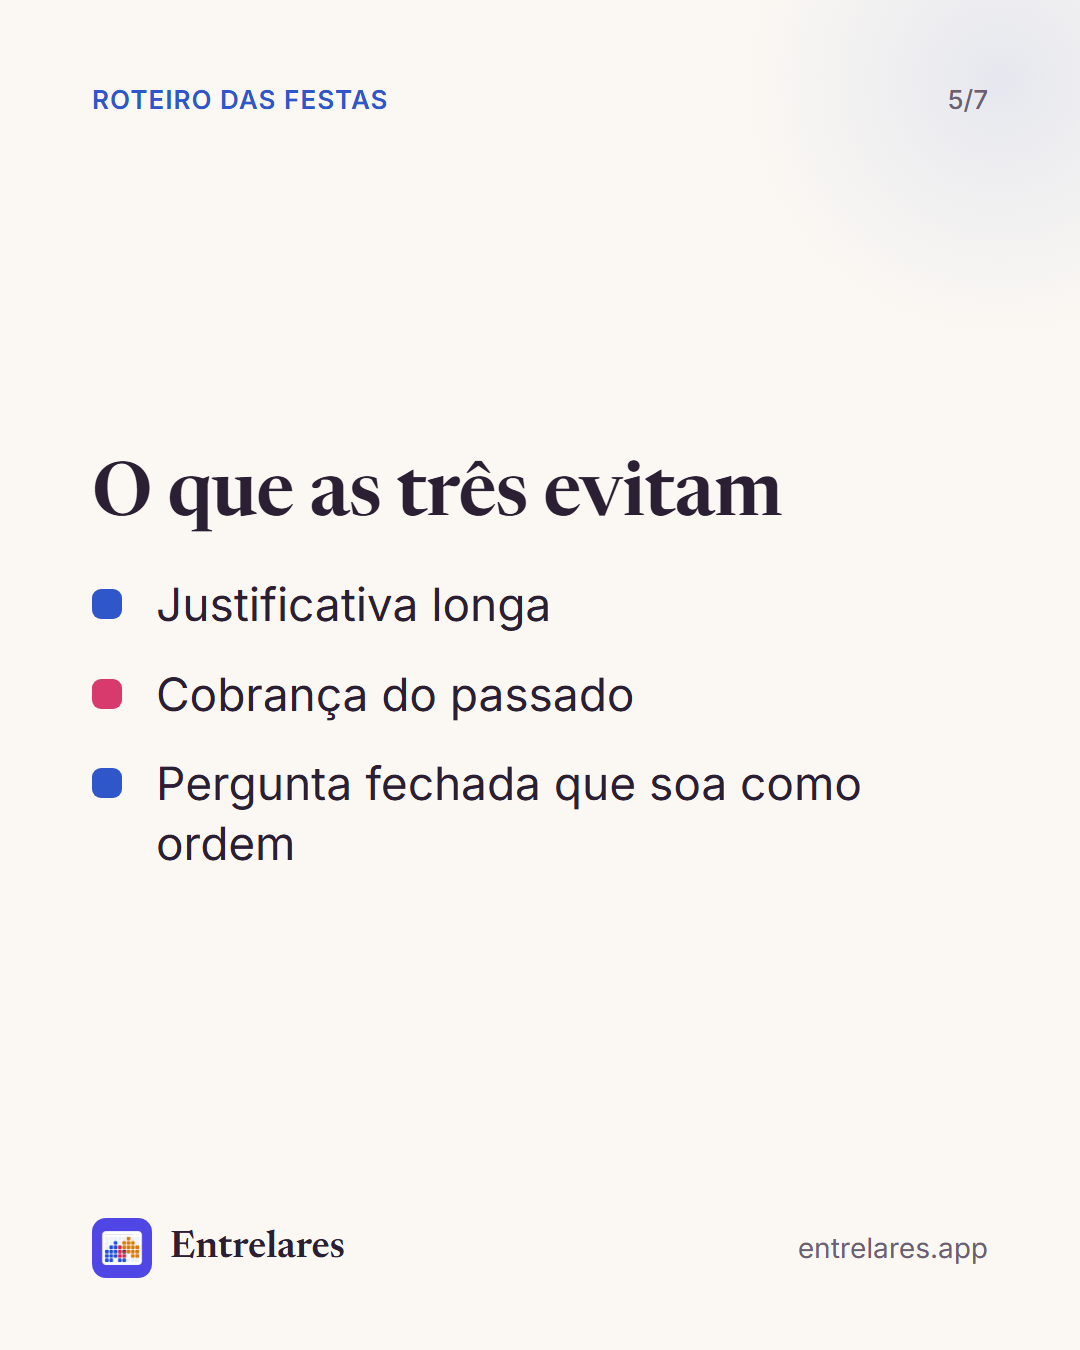 ROTEIRO DAS FESTAS
5/7
O que as três evitam
Justificativa longa
Cobrança do passado
Pergunta fechada que soa como
ordem
Entrelares
entrelares.app